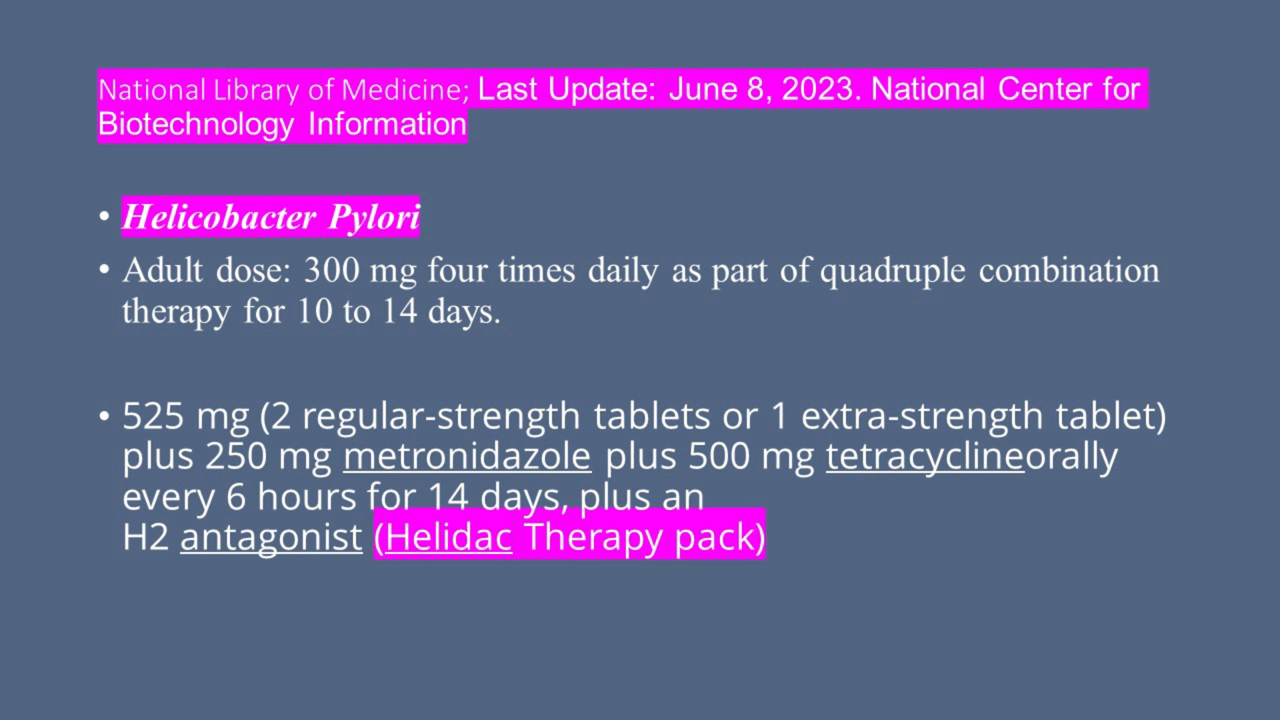 National Library of Medicine; Last Update: June 8, 2023. National Center for
Biotechnology Information
• Helicobacter Pylori
• Adult dose: 300 mg four times daily as part of quadruple combination
therapy for 10 to 14 days.
• 525 mg (2 regular-strength tablets or 1 extra-strength tablet)
plus 250 mg metronidazole plus 500 mg tetracyclineorally
every 6 hours for 14 days, plus an
H2 antagonist (Helidac Therapy pack)